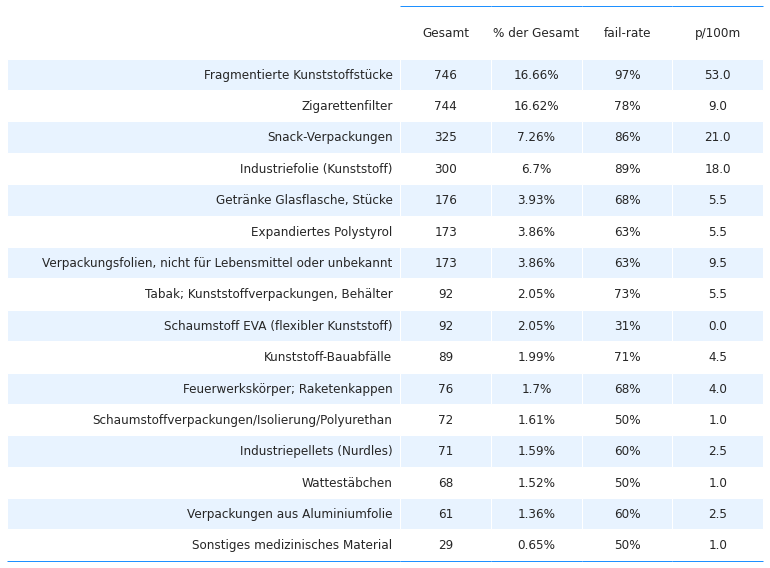 Gesamt % der Gesamt fail-rate p/100m
Fragmentierte Kunststoffstücke 746 16.66% 97% 53.0
Zigarettenfilter 744 16.62% 78% 9.0
Snack-Verpackungen 325 7.26% 86% 21.0
Industriefolie (Kunststoff) 300 6.7% 89% 18.0
Getränke Glasflasche, Stücke 176 3.93% 68% 5.5
Expandiertes Polystyrol 173 3.86% 63% 5.5
Verpackungsfolien, nicht für Lebensmittel oder unbekannt 173 3.86% 63% 9.5
Tabak; Kunststoffverpackungen, Behälter 92 2.05% 73% 5.5
Schaumstoff EVA (flexibler Kunststoff) 92 2.05% 31% 0.0
Kunststoff-Bauabfälle 89 1.99% 71% 4.5
Feuerwerkskörper; Raketenkappen 76 1.7% 68% 4.0
Schaumstoffverpackungen/Isolierung/Polyurethan 72 1.61% 50% 1.0
Industriepellets (Nurdles) 71 1.59% 60% 2.5
Wattestäbchen 68 1.52% 50% 1.0
Verpackungen aus Aluminiumfolie 61 1.36% 60% 2.5
Sonstiges medizinisches Material 29 0.65% 50% 1.0